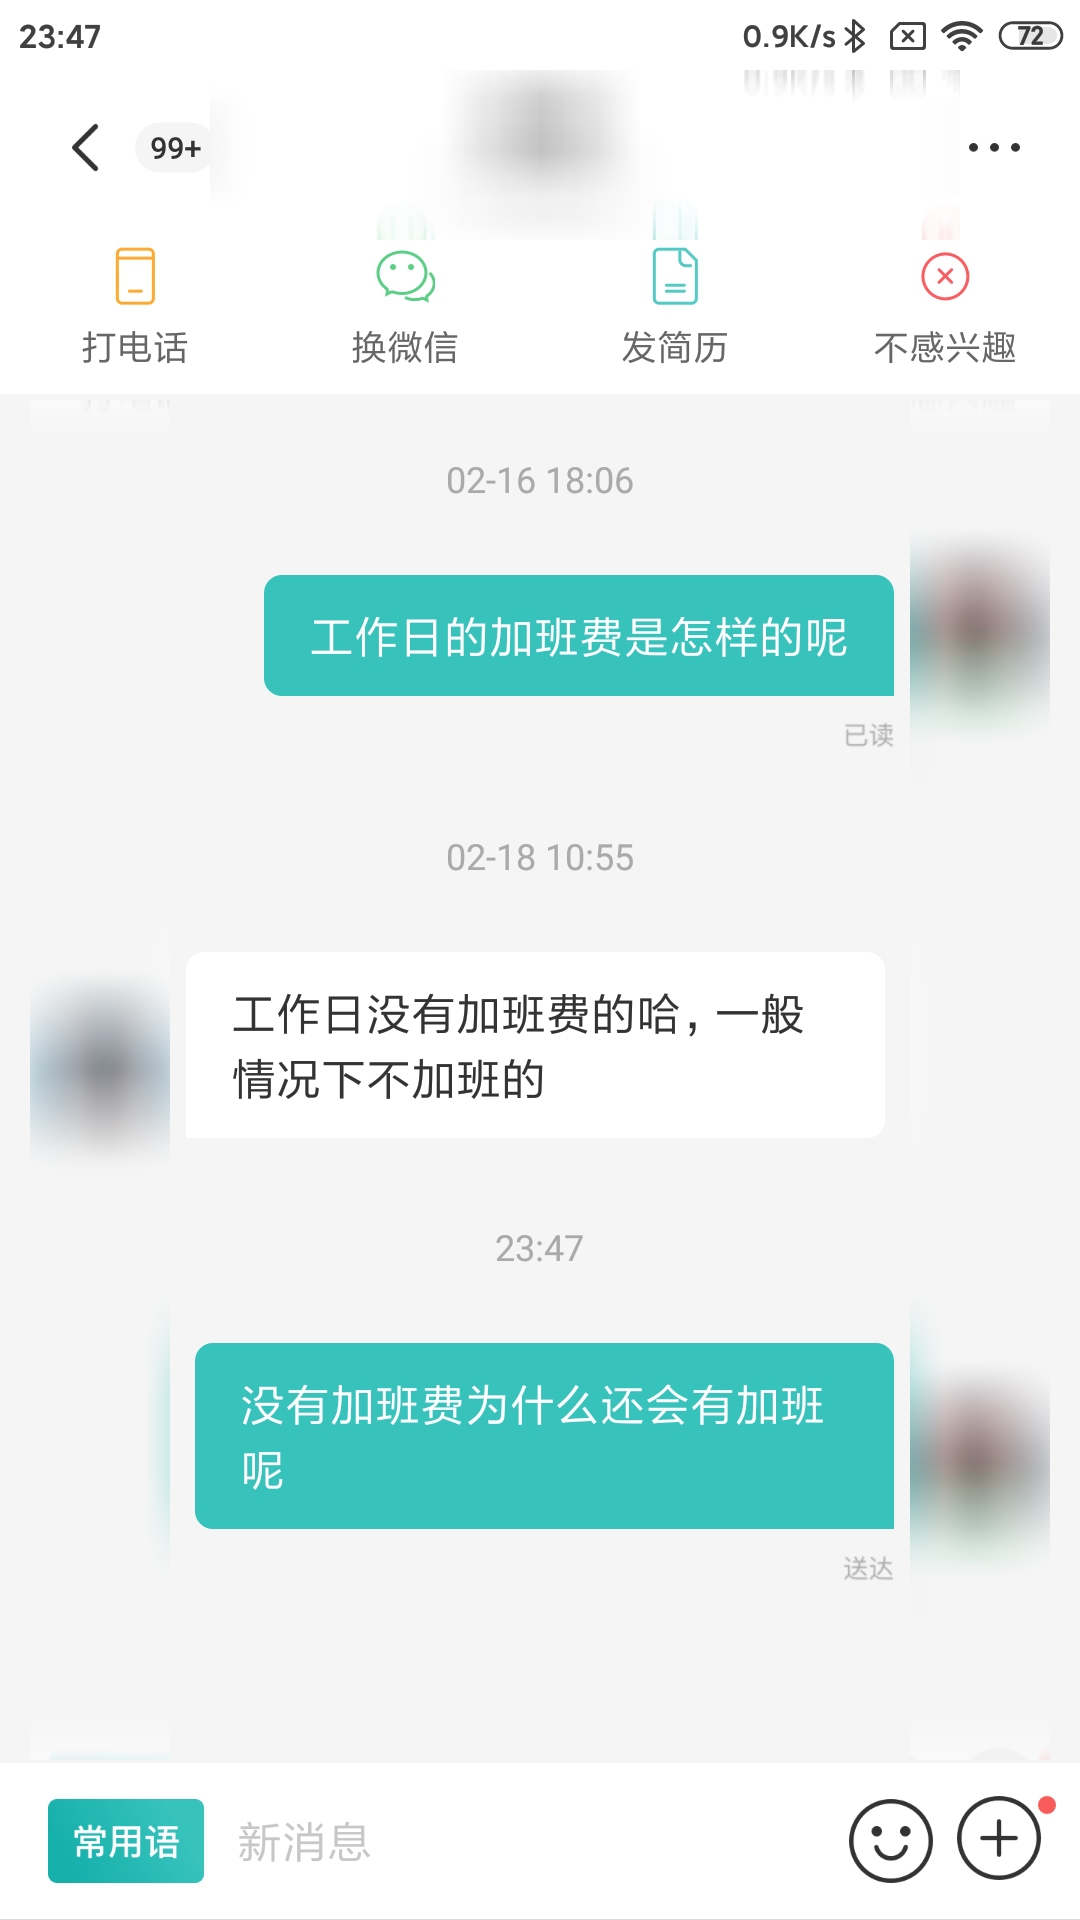 23:47 0.9K/s 72
99+
打电话 换微信 发简历 不感兴趣
02-16 18:06
工作日的加班费是怎样的呢
已读
02-18 10:55
工作日没有加班费的哈，一般
情况下不加班的
23:47
没有加班费为什么还会有加班
呢
送达
常用语 新消息